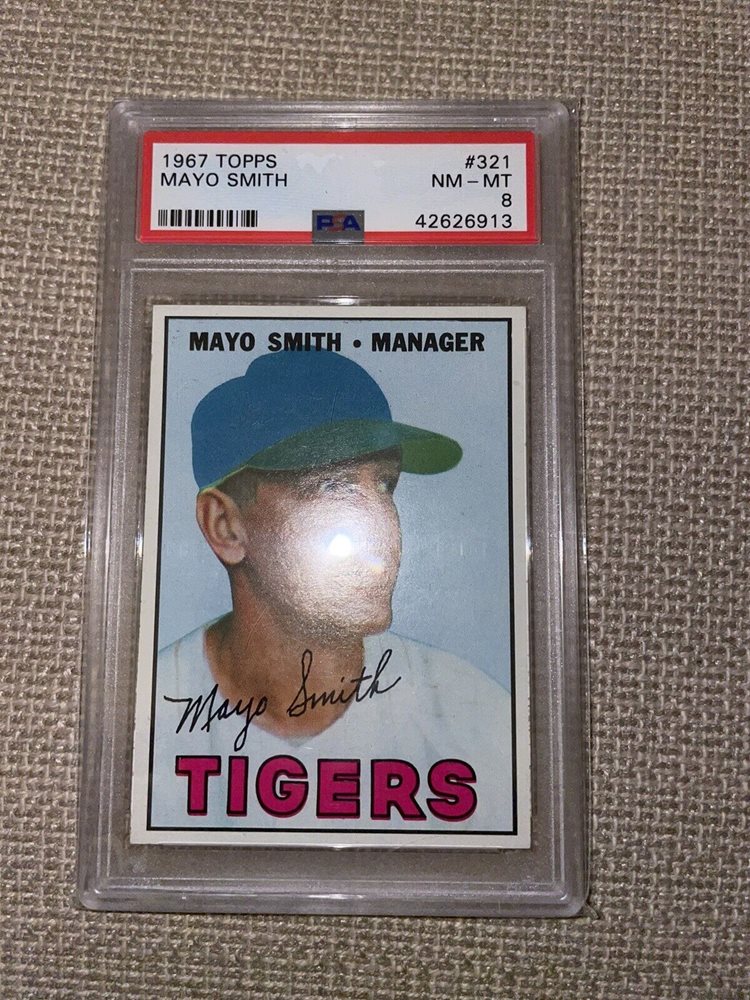 1967 TOPPS #321
MAYO SMITH NM - MT
8
PSA 42626913
MAYO SMITH • MANAGER
Mayo Smith
TIGERS